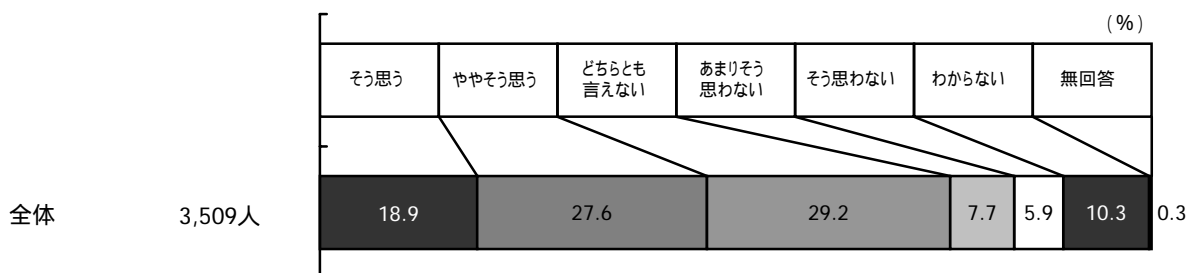 (%)
そう思う
ややそう思う
どちらとも
言えない
あまりそう
思わない
そう思わない
わからない
無回答
全体 3,509人 18.9 27.6 29.2 7.7 5.9 10.3 0.3